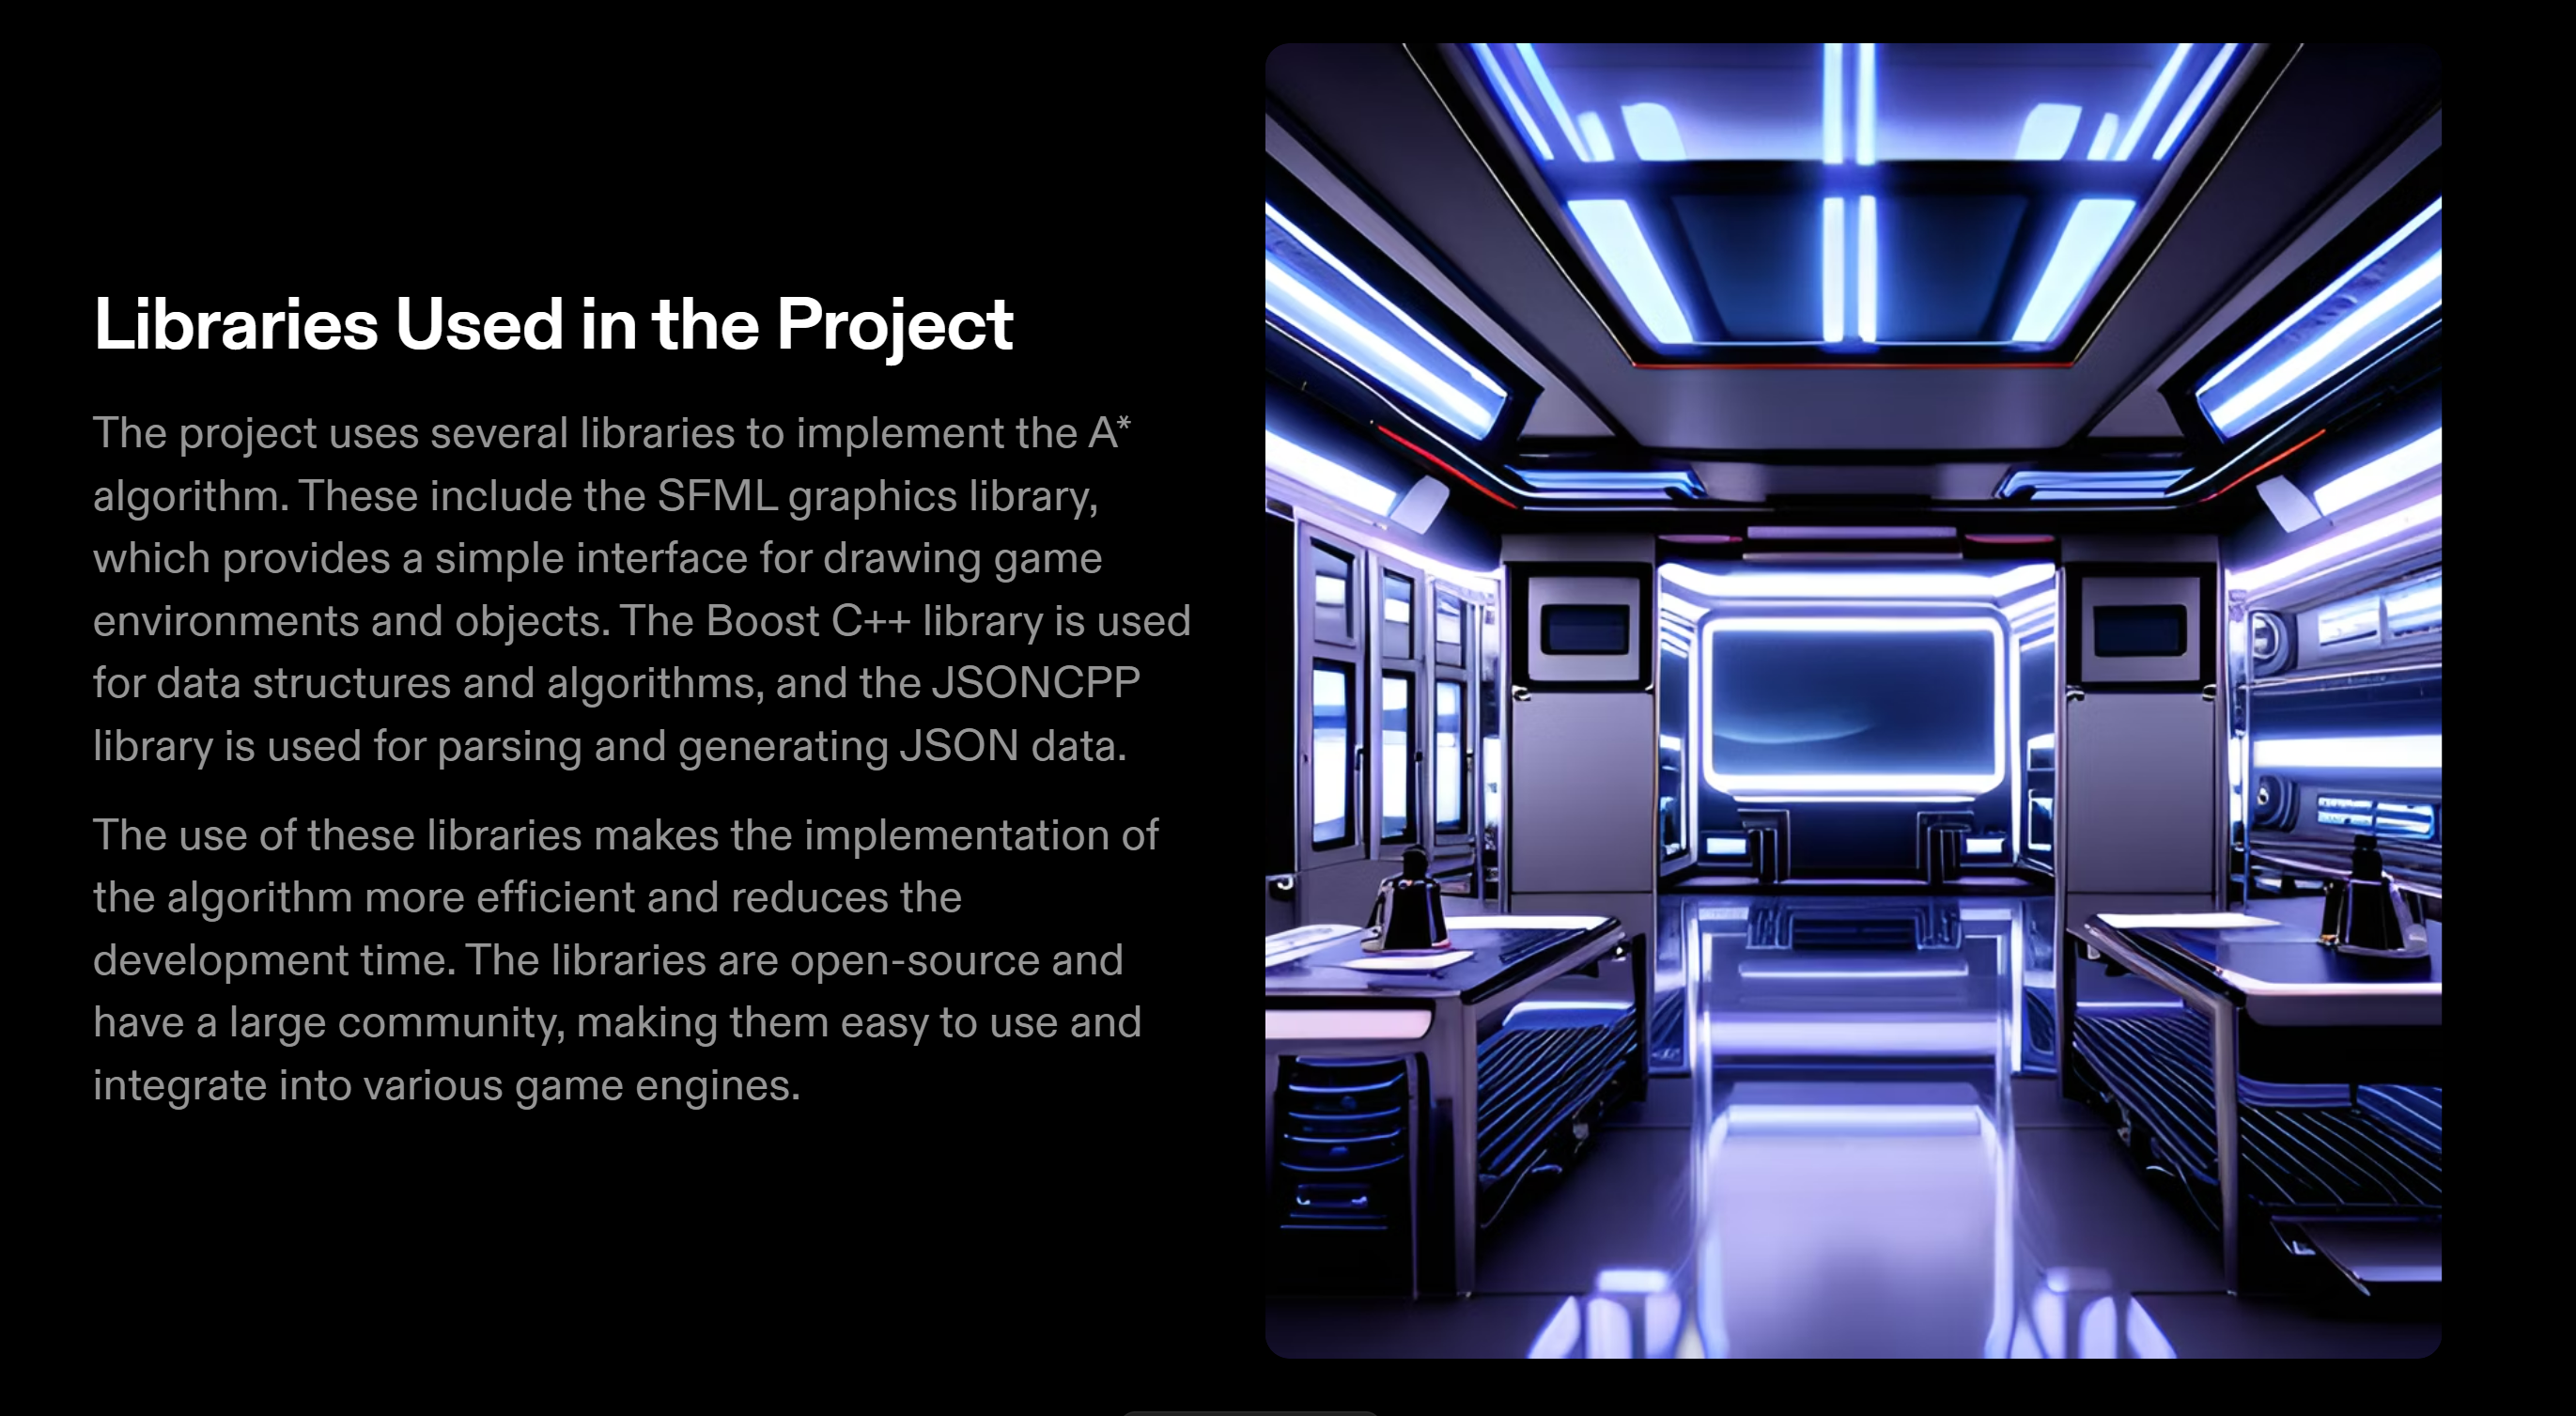 Libraries Used in the Project
The project uses several libraries to implement the A*
algorithm. These include the SFML graphics library,
which provides a simple interface for drawing game
environments and objects. The Boost C++ library is used
for data structures and algorithms, and the JSONCPP
library is used for parsing and generating JSON data.
The use of these libraries makes the implementation of
the algorithm more efficient and reduces the
development time. The libraries are open-source and
have a large community, making them easy to use and
integrate into various game engines.